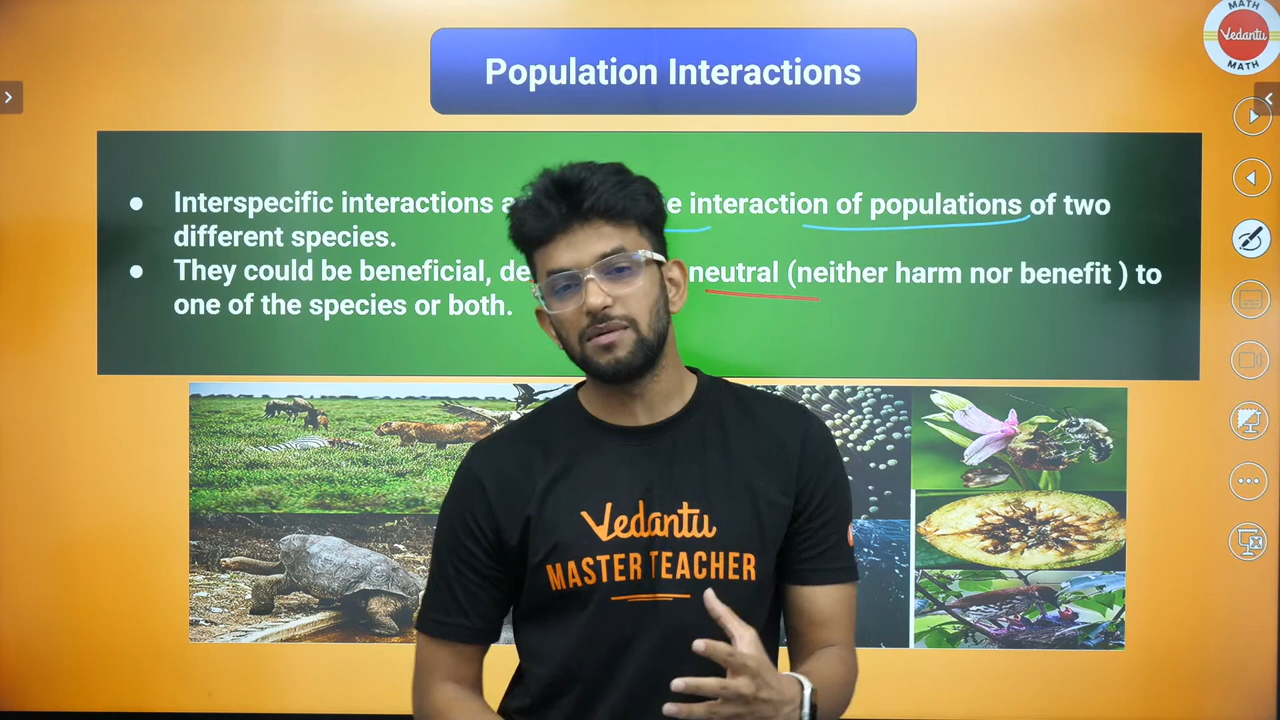 MATH
Vedantu
MATH
Population Interactions
Interspecific interactions interaction of populations of two
different species.
They could be beneficial, neutral (neither harm nor benefit ) to
one of the species or both.
Vedantu
MASTER TEACHER